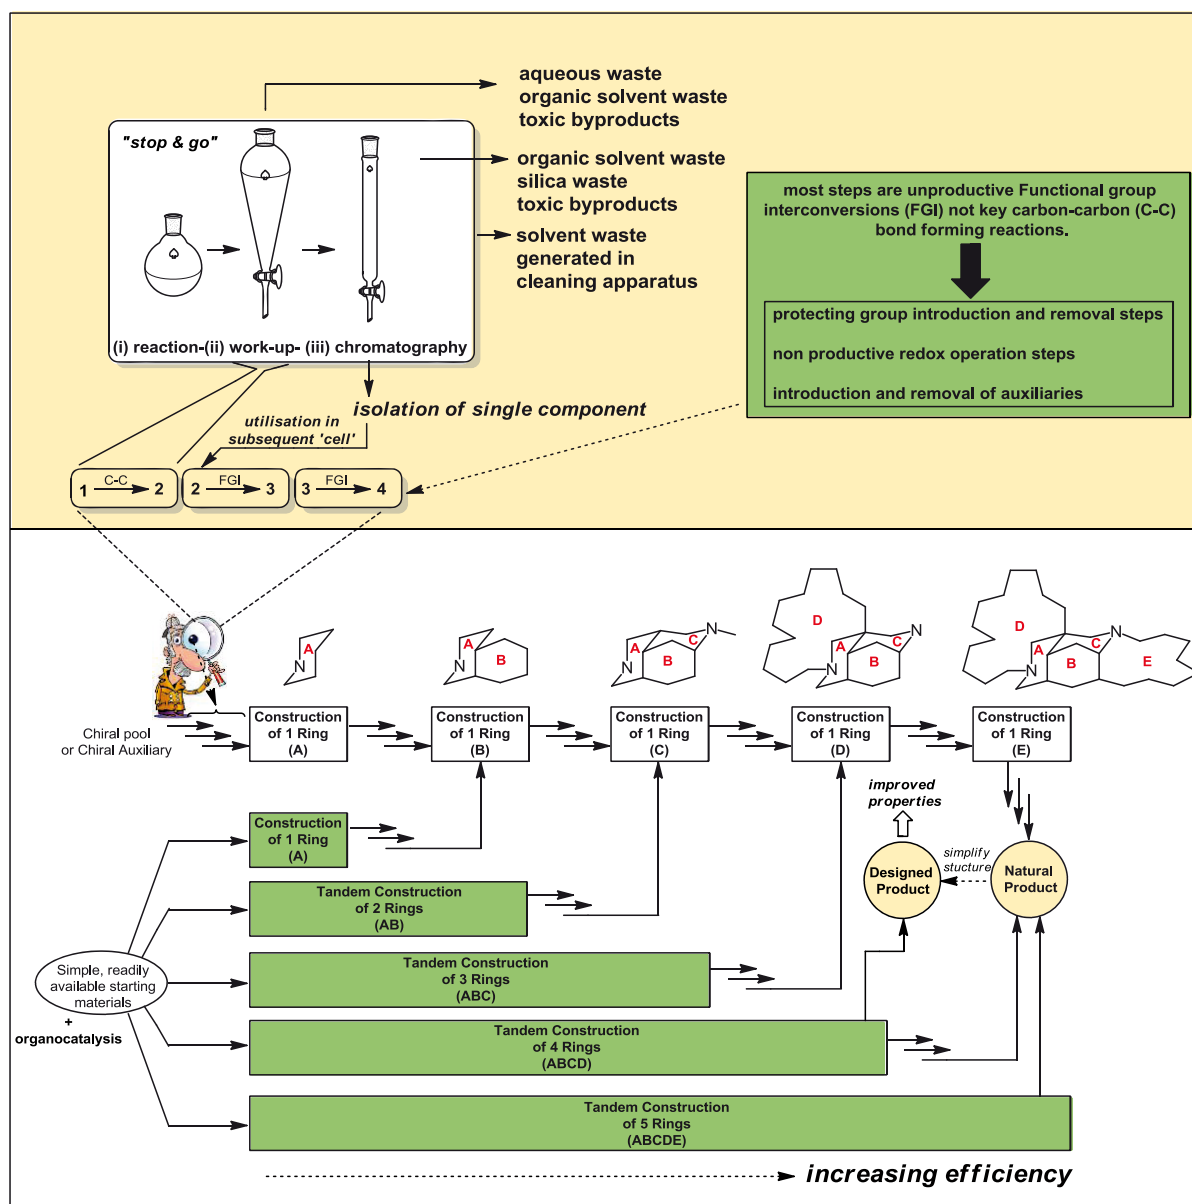 aqueous waste
organic solvent waste
toxic byproducts
"stop & go"
organic solvent waste
silica waste
toxic byproducts
solvent waste
generated in
cleaning apparatus
(i) reaction-(ii) work-up- (iii) chromatography
most steps are unproductive Functional group
interconversions (FGI) not key carbon-carbon (C-C)
bond forming reactions.
protecting group introduction and removal steps
non productive redox operation steps
introduction and removal of auxiliaries
isolation of single component
utilisation in
subsequent 'cell'
1 C-C 2
2 FGI 3
3 FGI 4
A
N
A
B
N
N
A
C
B
N
D
N
A
C
B
N
D
N
A
C
B
E
N
Chiral pool
or Chiral Auxiliary
Construction
of 1 Ring
(A)
Construction
of 1 Ring
(B)
Construction
of 1 Ring
(C)
Construction
of 1 Ring
(D)
Construction
of 1 Ring
(E)
improved
properties
Construction
of 1 Ring
(A)
Designed
Product
simplify
stucture
Natural
Product
Tandem Construction
of 2 Rings
(AB)
Simple, readily
available starting
materials
+
organocatalysis
Tandem Construction
of 3 Rings
(ABC)
Tandem Construction
of 4 Rings
(ABCD)
Tandem Construction
of 5 Rings
(ABCDE)
increasing efficiency